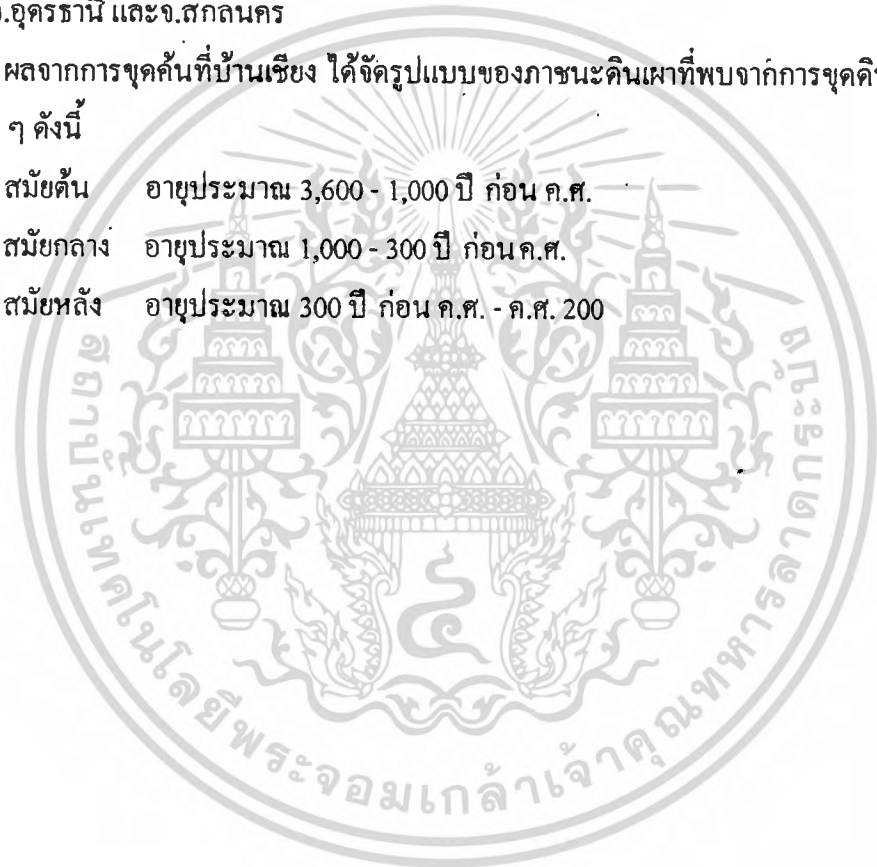 จ.อุดรธานี และจ.สกลนคร
ผลจากการขุดค้นที่บ้านเชียง ได้จัดรูปแบบของภาชนะดินเผาที่พบจากการขุด
ๆ ดังนี้
สมัยต้น อายุประมาณ 3,600 - 1,000 ปี ก่อน ค.ศ.
สมัยกลาง อายุประมาณ 1,000 - 300 ปี ก่อน ค.ศ.
สมัยหลัง อายุประมาณ 300 ปี ก่อน ค.ศ. - ค.ศ. 200
สถาบันเทคโนโลยีพระจอมเกล้าเจ้าคุณทหารลาดกระบัง